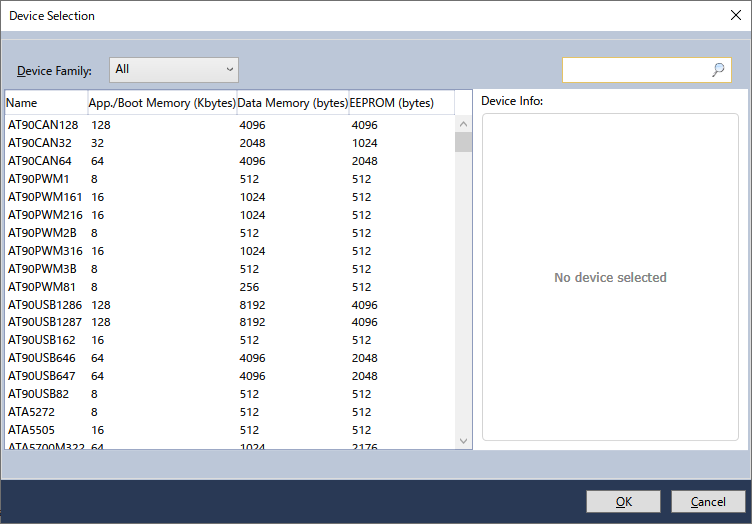 Device Selection
Device Family: All
Name App./Boot Memory (Kbytes) Data Memory (bytes) EEPROM (bytes)
AT90CAN128 128 4096 4096
AT90CAN32 32 2048 1024
AT90CAN64 64 4096 2048
AT90PWM1 8 512 512
AT90PWM161 16 1024 512
AT90PWM216 16 1024 512
AT90PWM2B 8 512 512
AT90PWM316 16 1024 512
AT90PWM3B 8 512 512
AT90PWM81 8 256 512
AT90USB1286 128 8192 4096
AT90USB1287 128 8192 4096
AT90USB162 16 512 512
AT90USB646 64 4096 2048
AT90USB647 64 4096 2048
AT90USB82 8 512 512
ATA5272 8 512 512
ATA5505 16 512 512
ATA5700M322 64 1024 2176
Device Info:
No device selected
OK Cancel